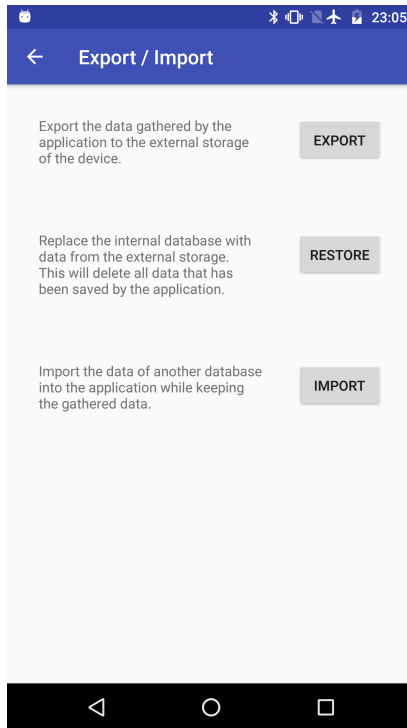 23:05
Export / Import
Export the data gathered by the
application to the external storage
of the device.
EXPORT
Replace the internal database with
data from the external storage.
This will delete all data that has
been saved by the application.
RESTORE
Import the data of another database
into the application while keeping
the gathered data.
IMPORT